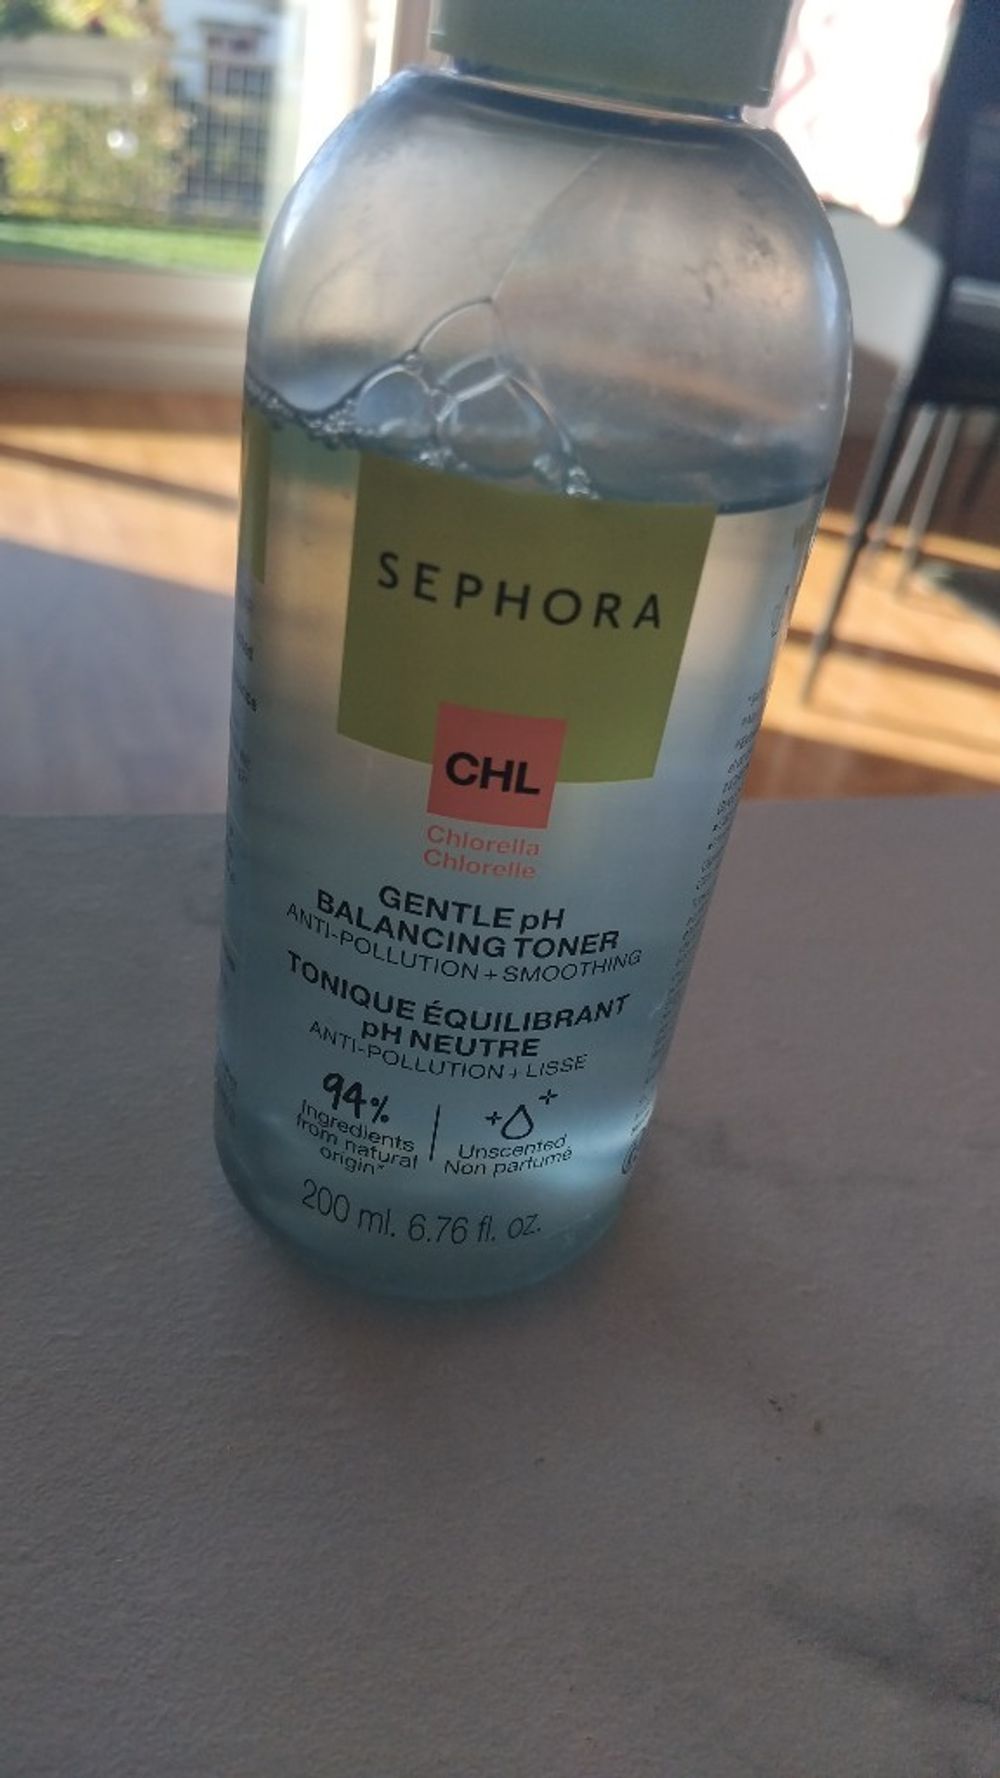 SEPHORA
CHL
Chlorella
Chlorelle
GENTLE pH
BALANCING TONER
ANTI-POLLUTION + SMOOTHING
TONIQUE ÉQUILIBRANT
pH NEUTRE
ANTI-POLLUTION + LISSE
94%
Ingredients
from natural
origin*
Unscented
Non parfumé
200 ml. 6.76 fl. oz.